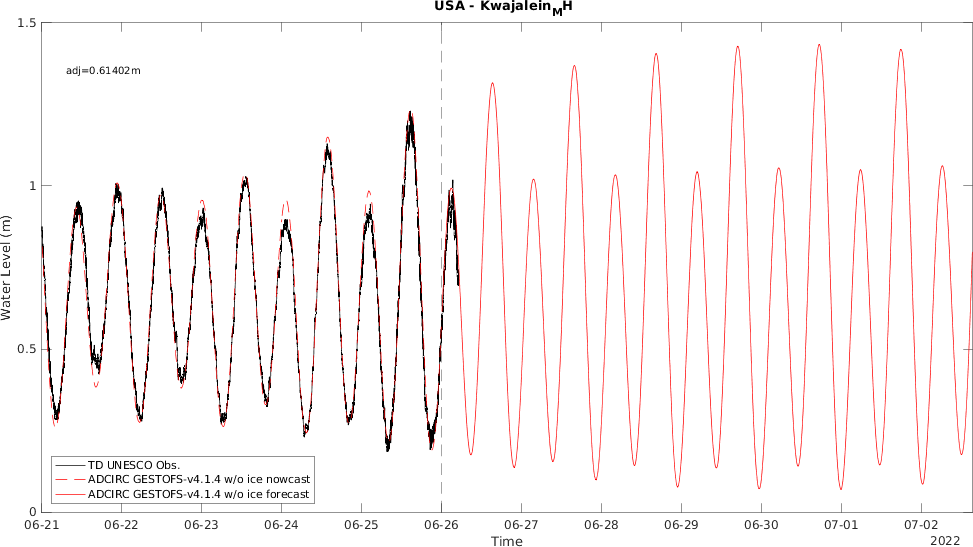 USA - Kwajalein_MH
1.5
adj=0.61402m
1
Water Level (m)
0.5
TD UNESCO Obs.
ADCIRC GESTOFS-v4.1.4 w/o ice nowcast
ADCIRC GESTOFS-v4.1.4 w/o ice forecast
0
06-21 06-22 06-23 06-24 06-25 06-26 06-27 06-28 06-29 06-30 07-01 07-02
Time
2022